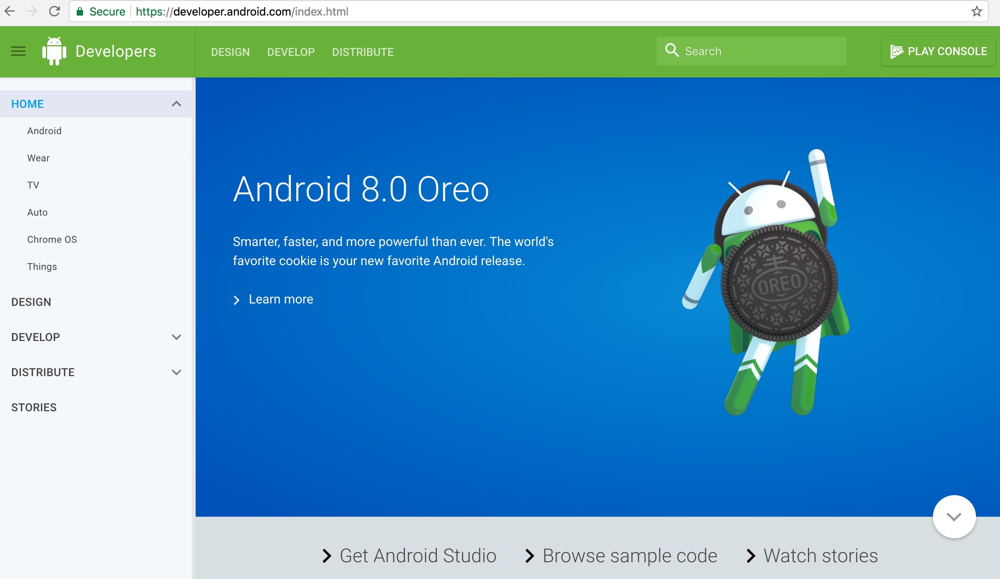 Secure https://developer.android.com/index.html
Developers
DESIGN DEVELOP DISTRIBUTE
Search
PLAY CONSOLE
HOME
Android
Wear
TV
Auto
Chrome OS
Things
DESIGN
DEVELOP
DISTRIBUTE
STORIES
Android 8.0 Oreo
Smarter, faster, and more powerful than ever. The world's
favorite cookie is your new favorite Android release.
Learn more
OREO
Get Android Studio
Browse sample code
Watch stories